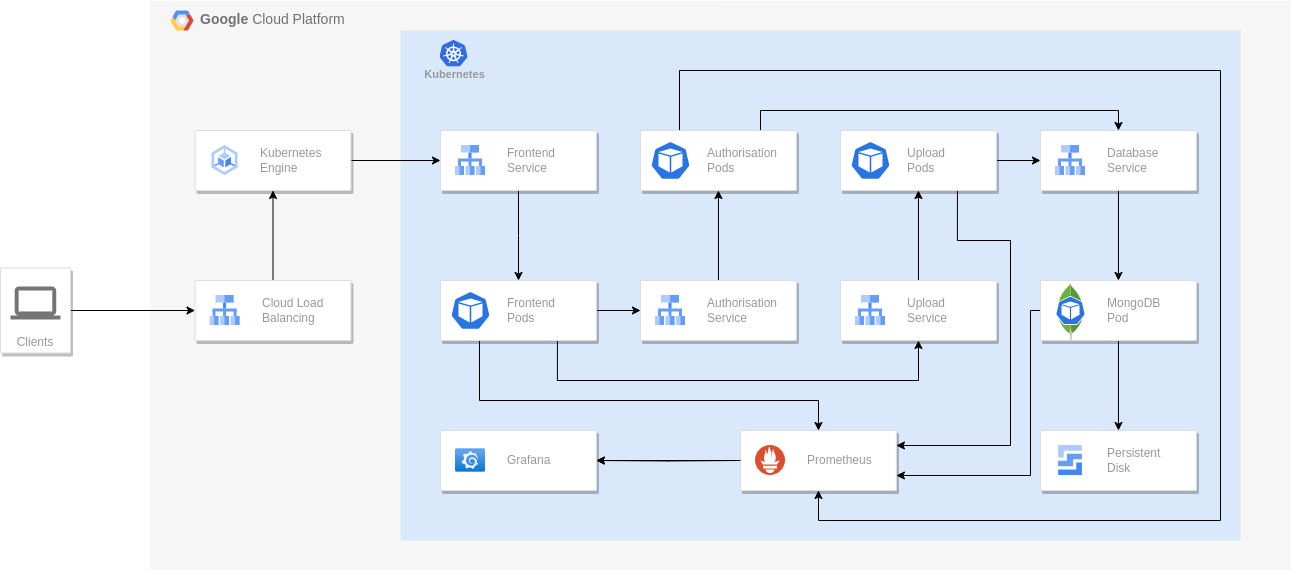 Google Cloud Platform
Kubernetes
Kubernetes
Engine
Frontend
Service
Authorisation
Pods
Upload
Pods
Database
Service
Clients
Cloud Load
Balancing
Frontend
Pods
Authorisation
Service
Upload
Service
MongoDB
Pod
Grafana
Prometheus
Persistent
Disk